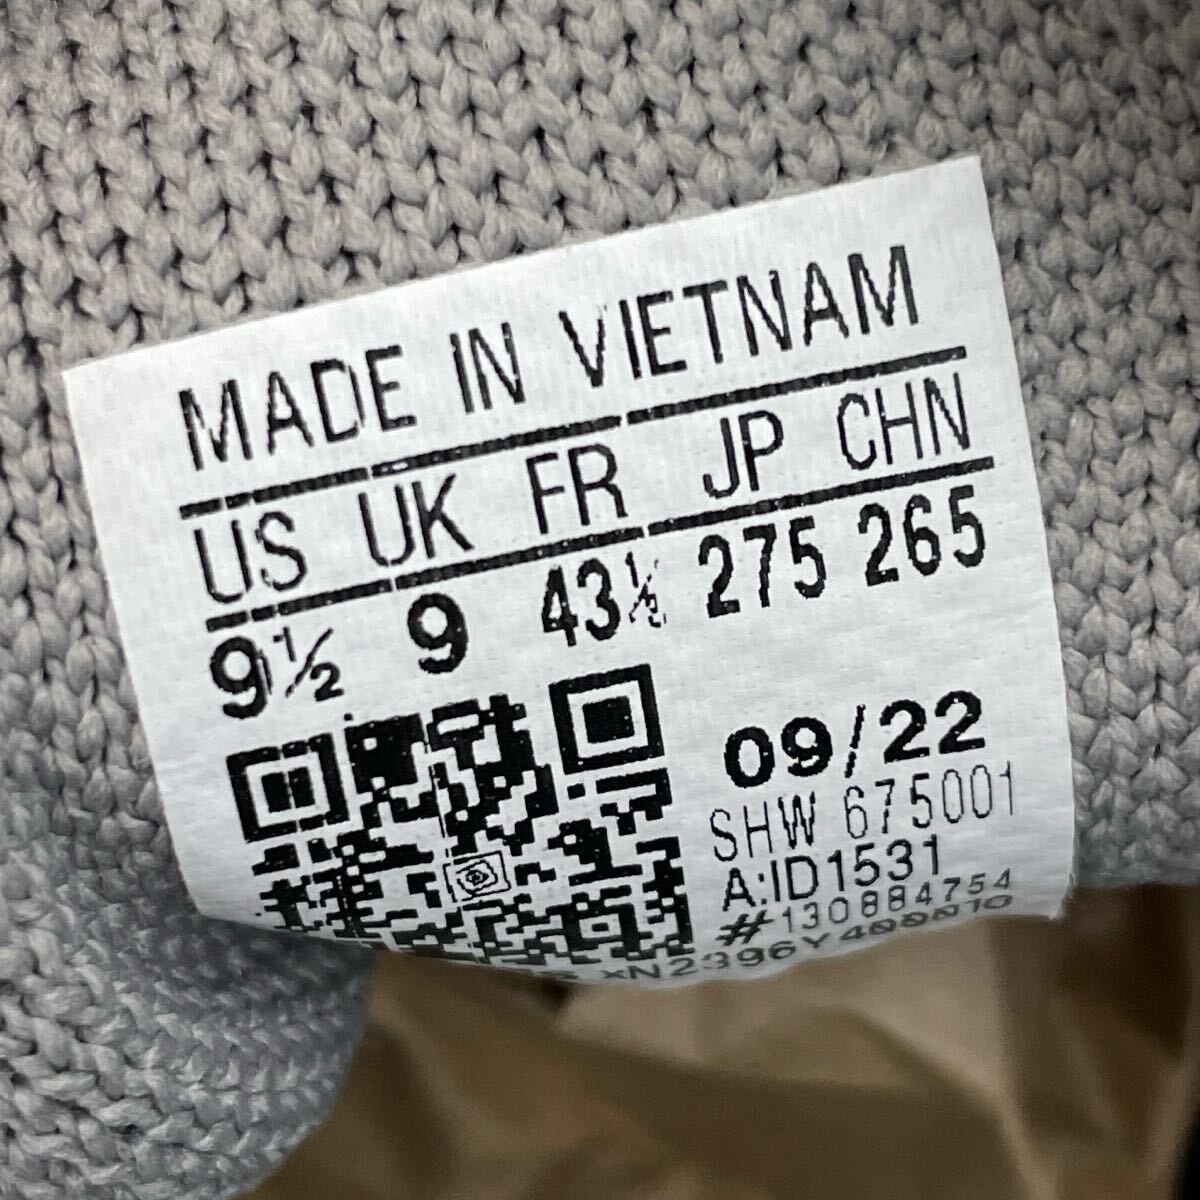 MADE IN VIETNAM
US UK FR JP CHN
9½ 9 43⅓ 275 265
09/22
SHW 675001
A:ID1531
#130884754